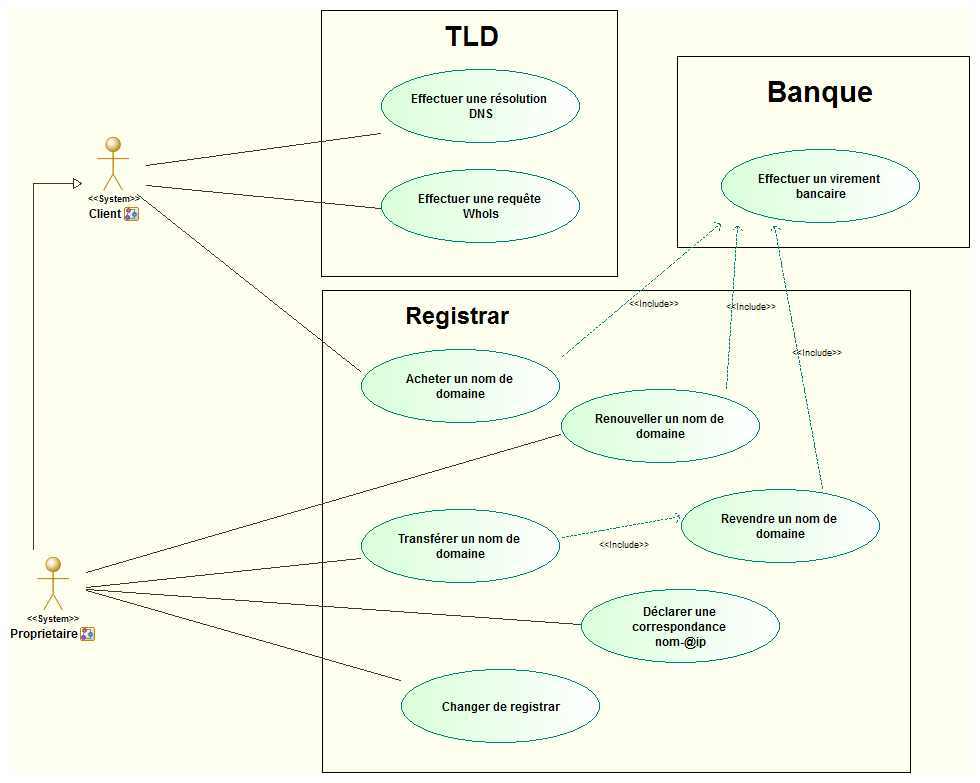 TLD
Effectuer une résolution
DNS
Effectuer une requête
WhoIs
Banque
Effectuer un virement
bancaire
<<System>>
Client
Registrar
<<Include>>
<<Include>>
<<Include>>
Acheter un nom de
domaine
Renouveller un nom de
domaine
Transférer un nom de
domaine
<<Include>>
Revendre un nom de
domaine
Déclarer une
correspondance
nom-@ip
Changer de registrar
<<System>>
Proprietaire